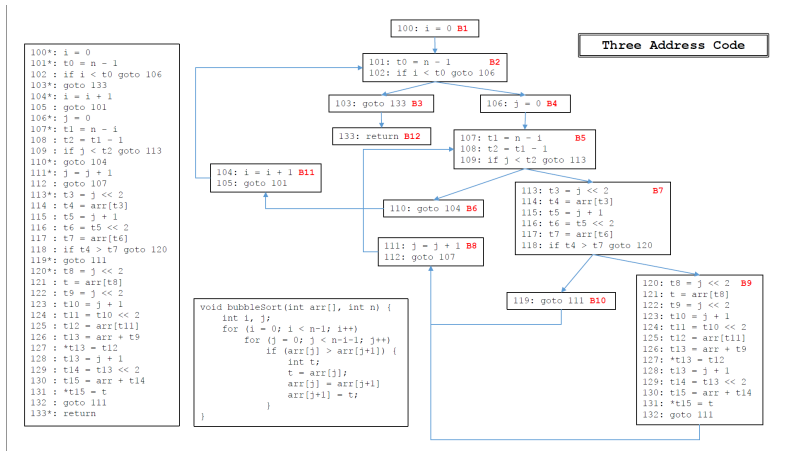 Three Address Code
100*: i = 0
101*: t0 = n - 1
102 : if i < t0 goto 106
103*: goto 133
104*: i = i + 1
105 : goto 101
106*: j = 0
107*: t1 = n - i
108 : t2 = t1 - 1
109 : if j < t2 goto 113
110*: goto 104
111*: j = j + 1
112 : goto 107
113*: t3 = j << 2
114 : t4 = arr[t3]
115 : t5 = j + 1
116 : t6 = t5 << 2
117 : t7 = arr[t6]
118 : if t4 > t7 goto 120
119*: goto 111
120*: t8 = j << 2
121 : t = arr[t8]
122 : t9 = j << 2
123 : t10 = j + 1
124 : t11 = t10 << 2
125 : t12 = arr[t11]
126 : t13 = arr + t9
127 : *t13 = t12
128 : t13 = j + 1
129 : t14 = t13 << 2
130 : t15 = arr + t14
131 : *t15 = t
132 : goto 111
133*: return
100: i = 0 B1
101: t0 = n - 1 B2
102: if i < t0 goto 106
103: goto 133 B3
106: j = 0 B4
133: return B12
107: t1 = n - i B5
108: t2 = t1 - 1
109: if j < t2 goto 113
104: i = i + 1 B11
105: goto 101
110: goto 104 B6
113: t3 = j << 2 B7
114: t4 = arr[t3]
115: t5 = j + 1
116: t6 = t5 << 2
117: t7 = arr[t6]
118: if t4 > t7 goto 120
111: j = j + 1 B8
112: goto 107
119: goto 111 B10
120: t8 = j << 2 B9
121: t = arr[t8]
122: t9 = j << 2
123: t10 = j + 1
124: t11 = t10 << 2
125: t12 = arr[t11]
126: t13 = arr + t9
127: *t13 = t12
128: t13 = j + 1
129: t14 = t13 << 2
130: t15 = arr + t14
131: *t15 = t
132: goto 111
void bubbleSort(int arr[], int n) {
int i, j;
for (i = 0; i < n-1; i++)
for (j = 0; j < n-i-1; j++)
if (arr[j] > arr[j+1]) {
int t;
t = arr[j];
arr[j] = arr[j+1]
arr[j+1] = t;
}
}